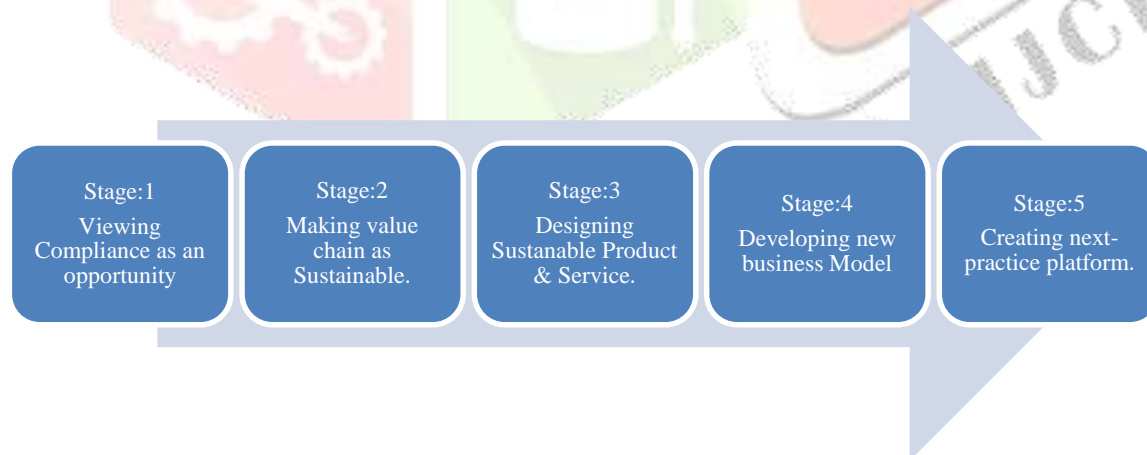 IJC
Stage:1
Viewing
Compliance as an
opportunity
Stage:2
Making value
chain as
Sustainable.
Stage:3
Designing
Sustanable Product
& Service.
Stage:4
Developing new
business Model
Stage:5
Creating next-
practice platform.